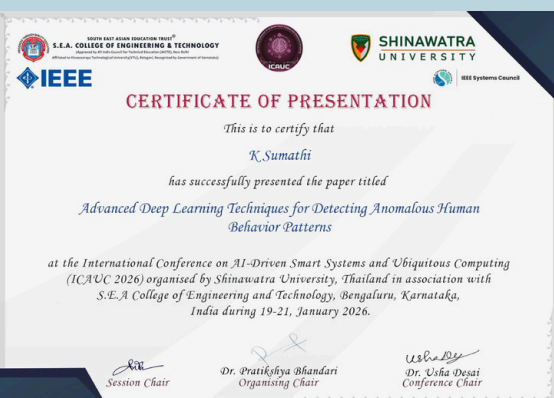 SOUTH EAST ASIAN EDUCATION TRUST®
S.E.A. COLLEGE OF ENGINEERING & TECHNOLOGY
IEEE
ICAUC
SHINAWATRA
UNIVERSITY
IEEE Systems Council
CERTIFICATE OF PRESENTATION
This is to certify that
K Sumathi
has successfully presented the paper titled
Advanced Deep Learning Techniques for Detecting Anomalous Human
Behavior Patterns
at the International Conference on AI-Driven Smart Systems and Ubiquitous Computing
(ICAUC 2026) organised by Shinawatra University, Thailand in association with
S.E.A College of Engineering and Technology, Bengaluru, Karnataka,
India during 19-21, January 2026.
Usha Desai
Session Chair
Dr. Pratikshya Bhandari
Organising Chair
Dr. Usha Desai
Conference Chair